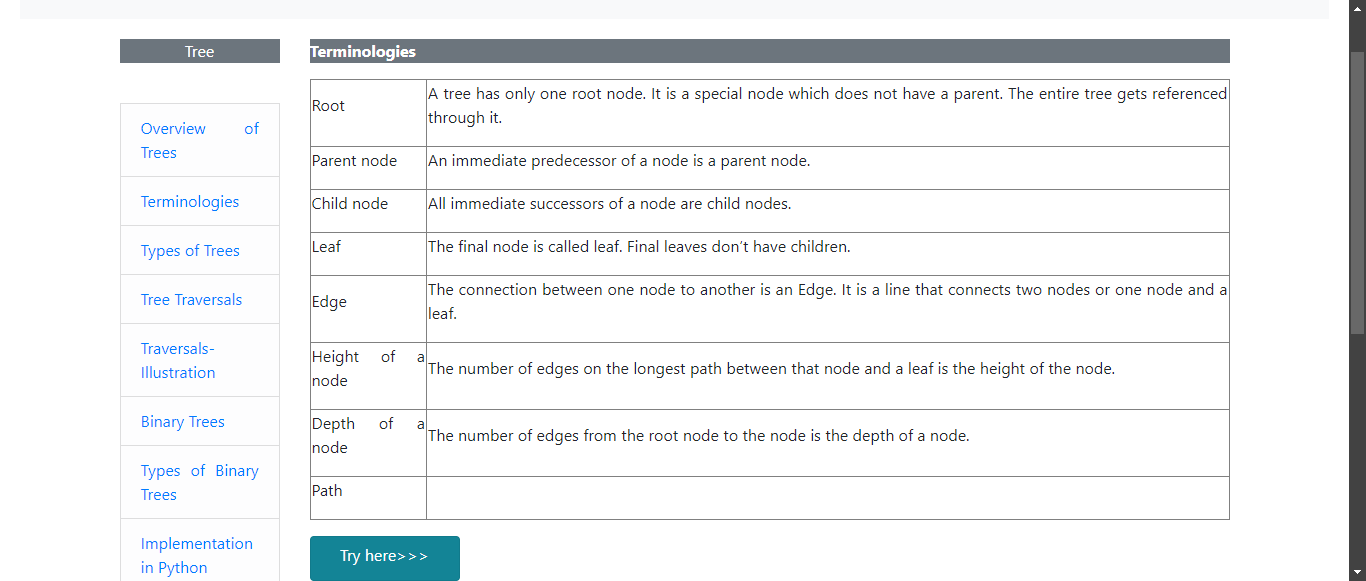 Tree
Overview of
Trees
Terminologies
Types of Trees
Tree Traversals
Traversals-
Illustration
Binary Trees
Types of Binary
Trees
Implementation
in Python
Terminologies
Root
A tree has only one root node. It is a special node which does not have a parent. The entire tree gets referenced
through it.
Parent node
An immediate predecessor of a node is a parent node.
Child node
All immediate successors of a node are child nodes.
Leaf
The final node is called leaf. Final leaves don’t have children.
Edge
The connection between one node to another is an Edge. It is a line that connects two nodes or one node and a
leaf.
Height of a
node
The number of edges on the longest path between that node and a leaf is the height of the node.
Depth of a
node
The number of edges from the root node to the node is the depth of a node.
Path
Try here>>>